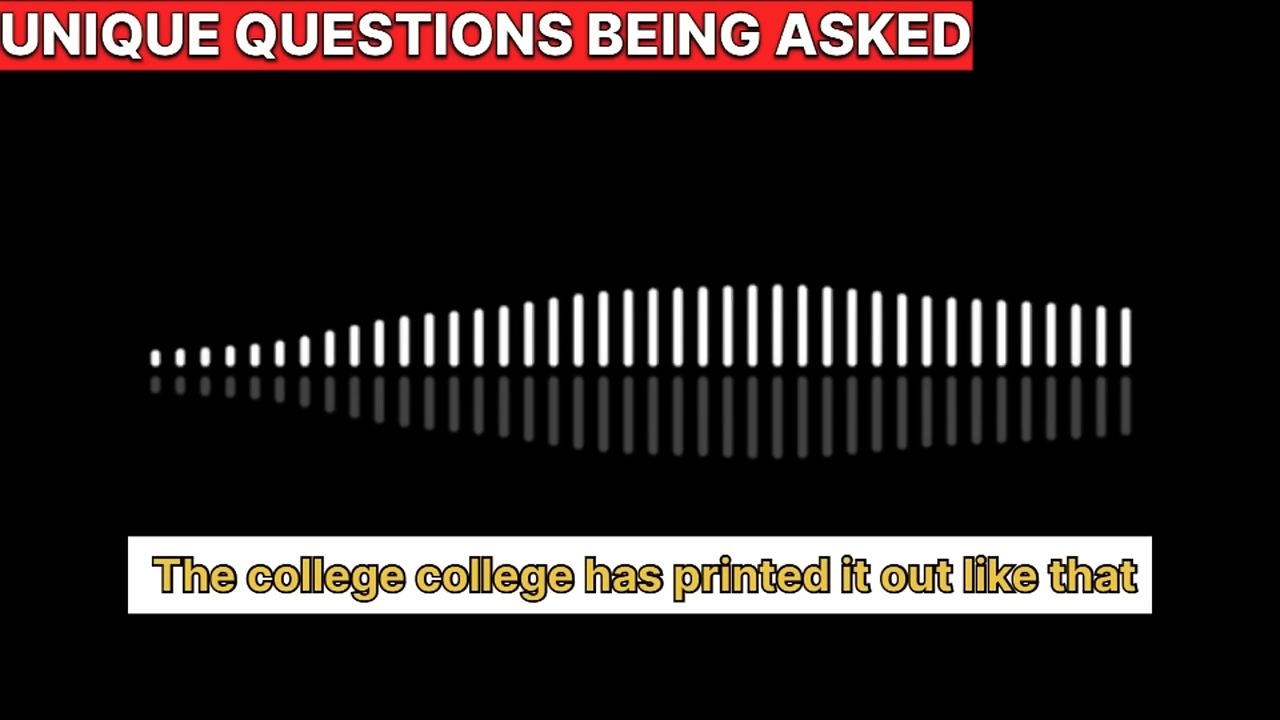 UNIQUE QUESTIONS BEING ASKED
The college college has printed it out like that